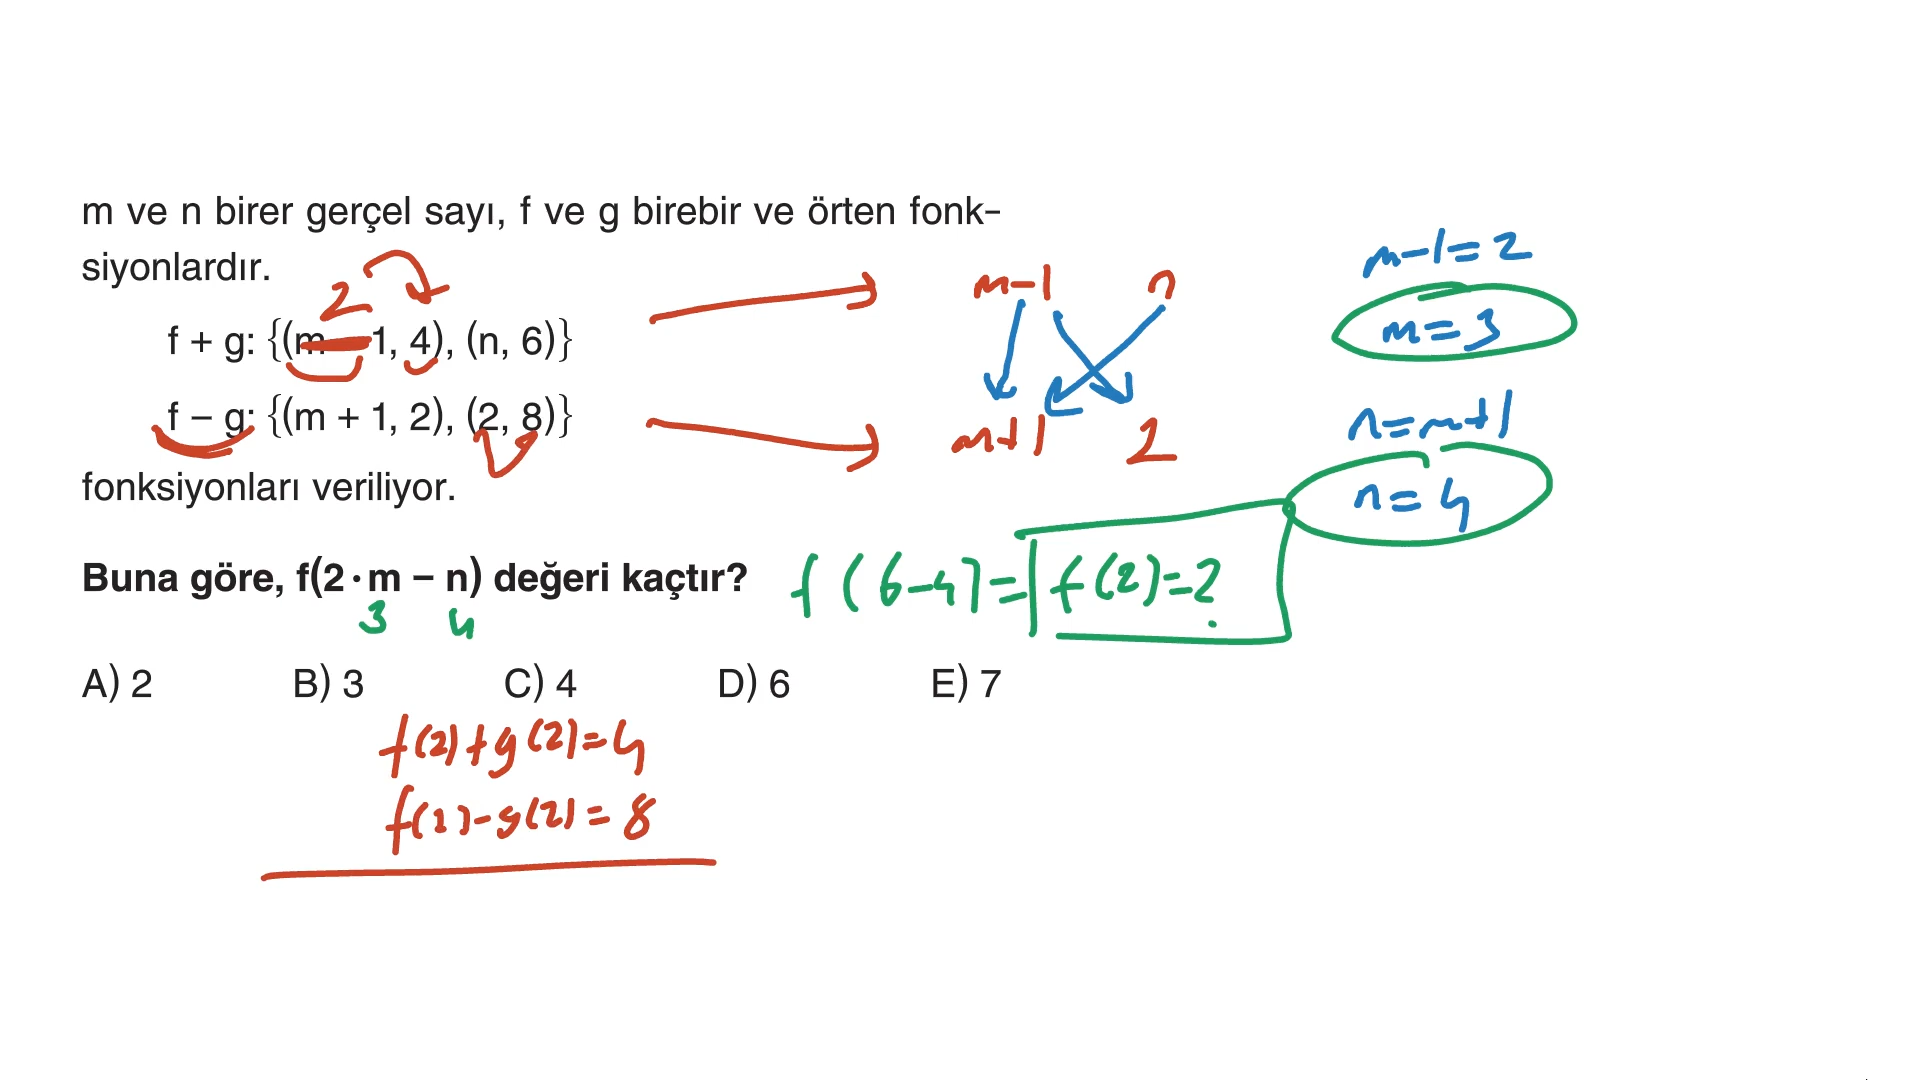 m ve n birer gerçel sayı, f ve g birebir ve örten fonk-
siyonlardır.
2
f + g: {(m - 1, 4), (n, 6)}
f – g: {(m + 1, 2), (2, 8)}
fonksiyonları veriliyor.
m-1 n
m+1 2
m-1=2
m=3
n=m+1
n=4
Buna göre, f(2·m – n) değeri kaçtır?
3 4
f(6-4)= f(2)=?
A) 2 B) 3 C) 4 D) 6 E) 7
f(2)+g(2)=4
f(2)-g(2)=8